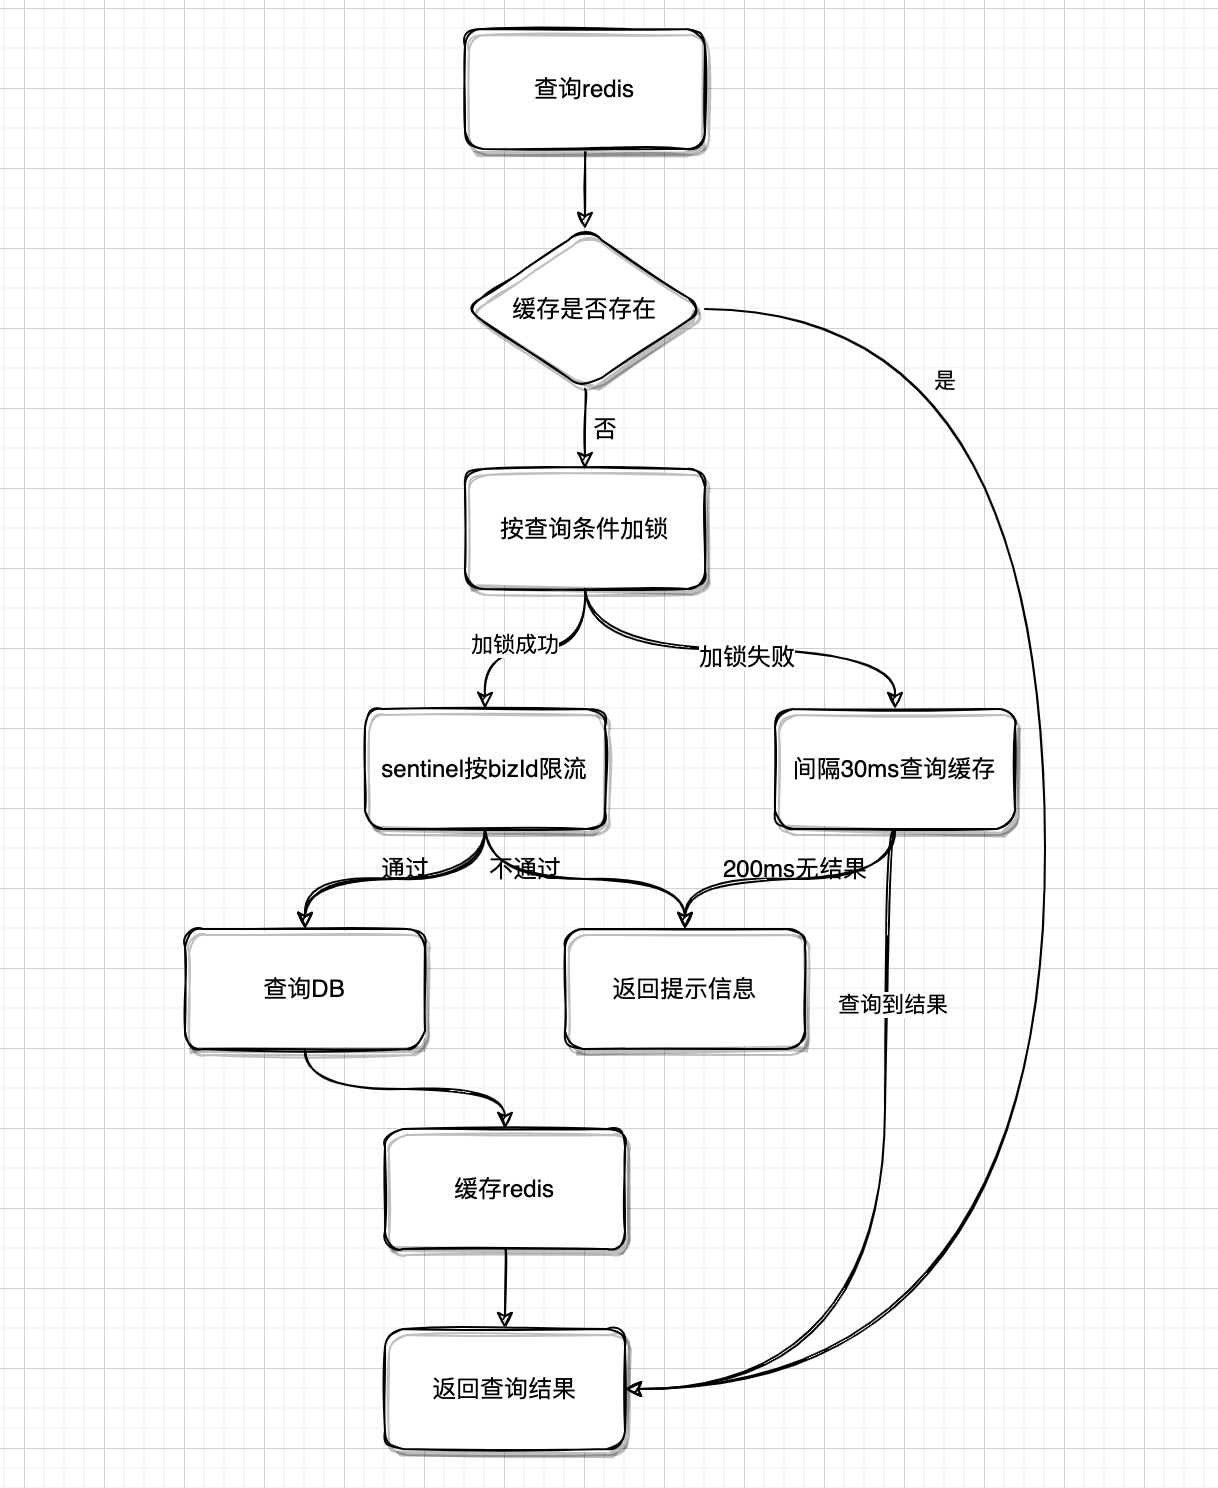 查询redis
缓存是否存在
是
否
按查询条件加锁
加锁成功
加锁失败
sentinel按bizId限流
间隔30ms查询缓存
通过
不通过
200ms无结果
查询DB
返回提示信息
查询到结果
缓存redis
返回查询结果